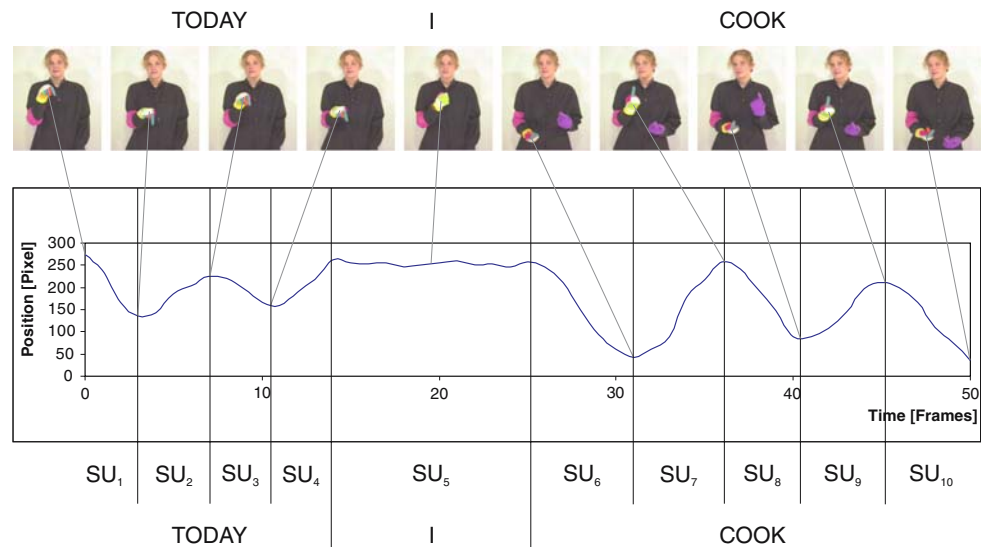 TODAY I COOK
Position [Pixel]
300
250
200
150
100
50
0
0 10 20 30 40 50
Time [Frames]
SU₁ SU₂ SU₃ SU₄ SU₅ SU₆ SU₇ SU₈ SU₉ SU₁₀
TODAY I COOK